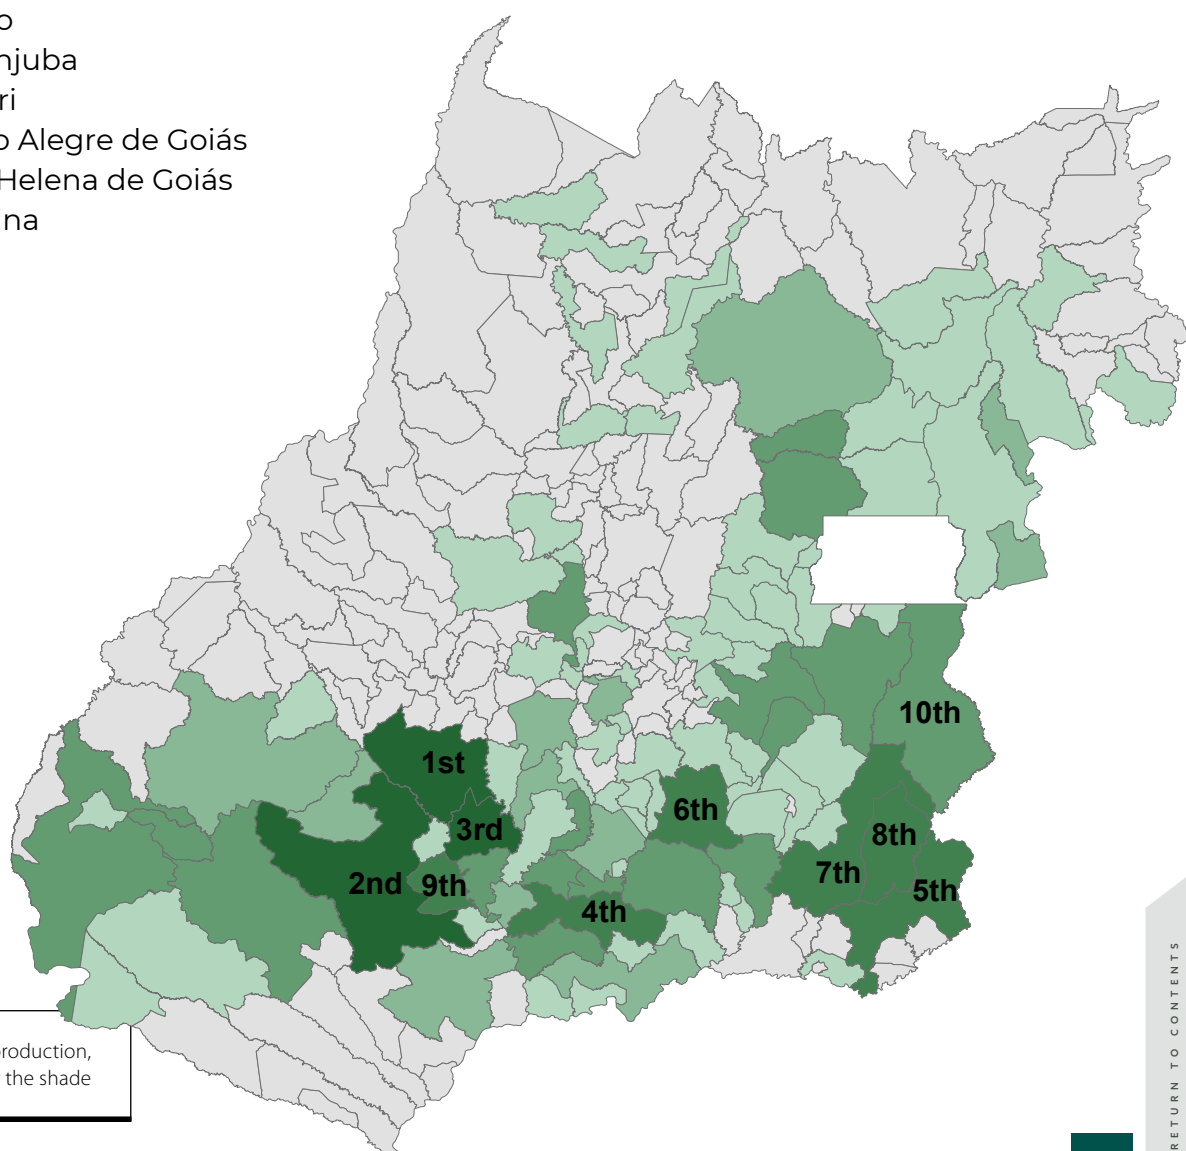 o
njuba
ri
o Alegre de Goiás
Helena de Goiás
na
10th
1st
6th
3rd
8th
7th
2nd
9th
5th
4th
roduction,
the shade
RETURN TO CONTENTS